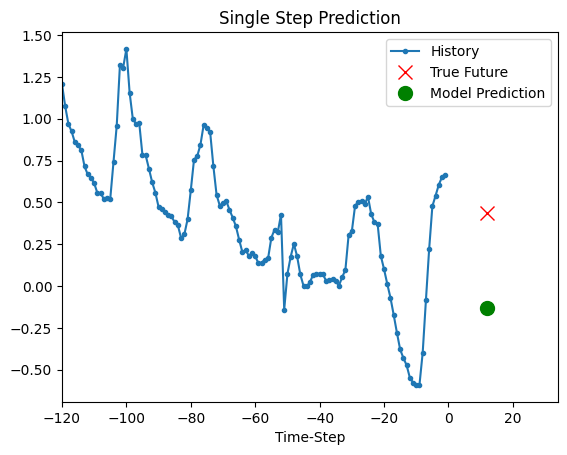 Single Step Prediction
1.50
1.25
1.00
0.75
0.50
0.25
0.00
−0.25
−0.50
History
True Future
Model Prediction
−120 −100 −80 −60 −40 −20 0 20
Time-Step